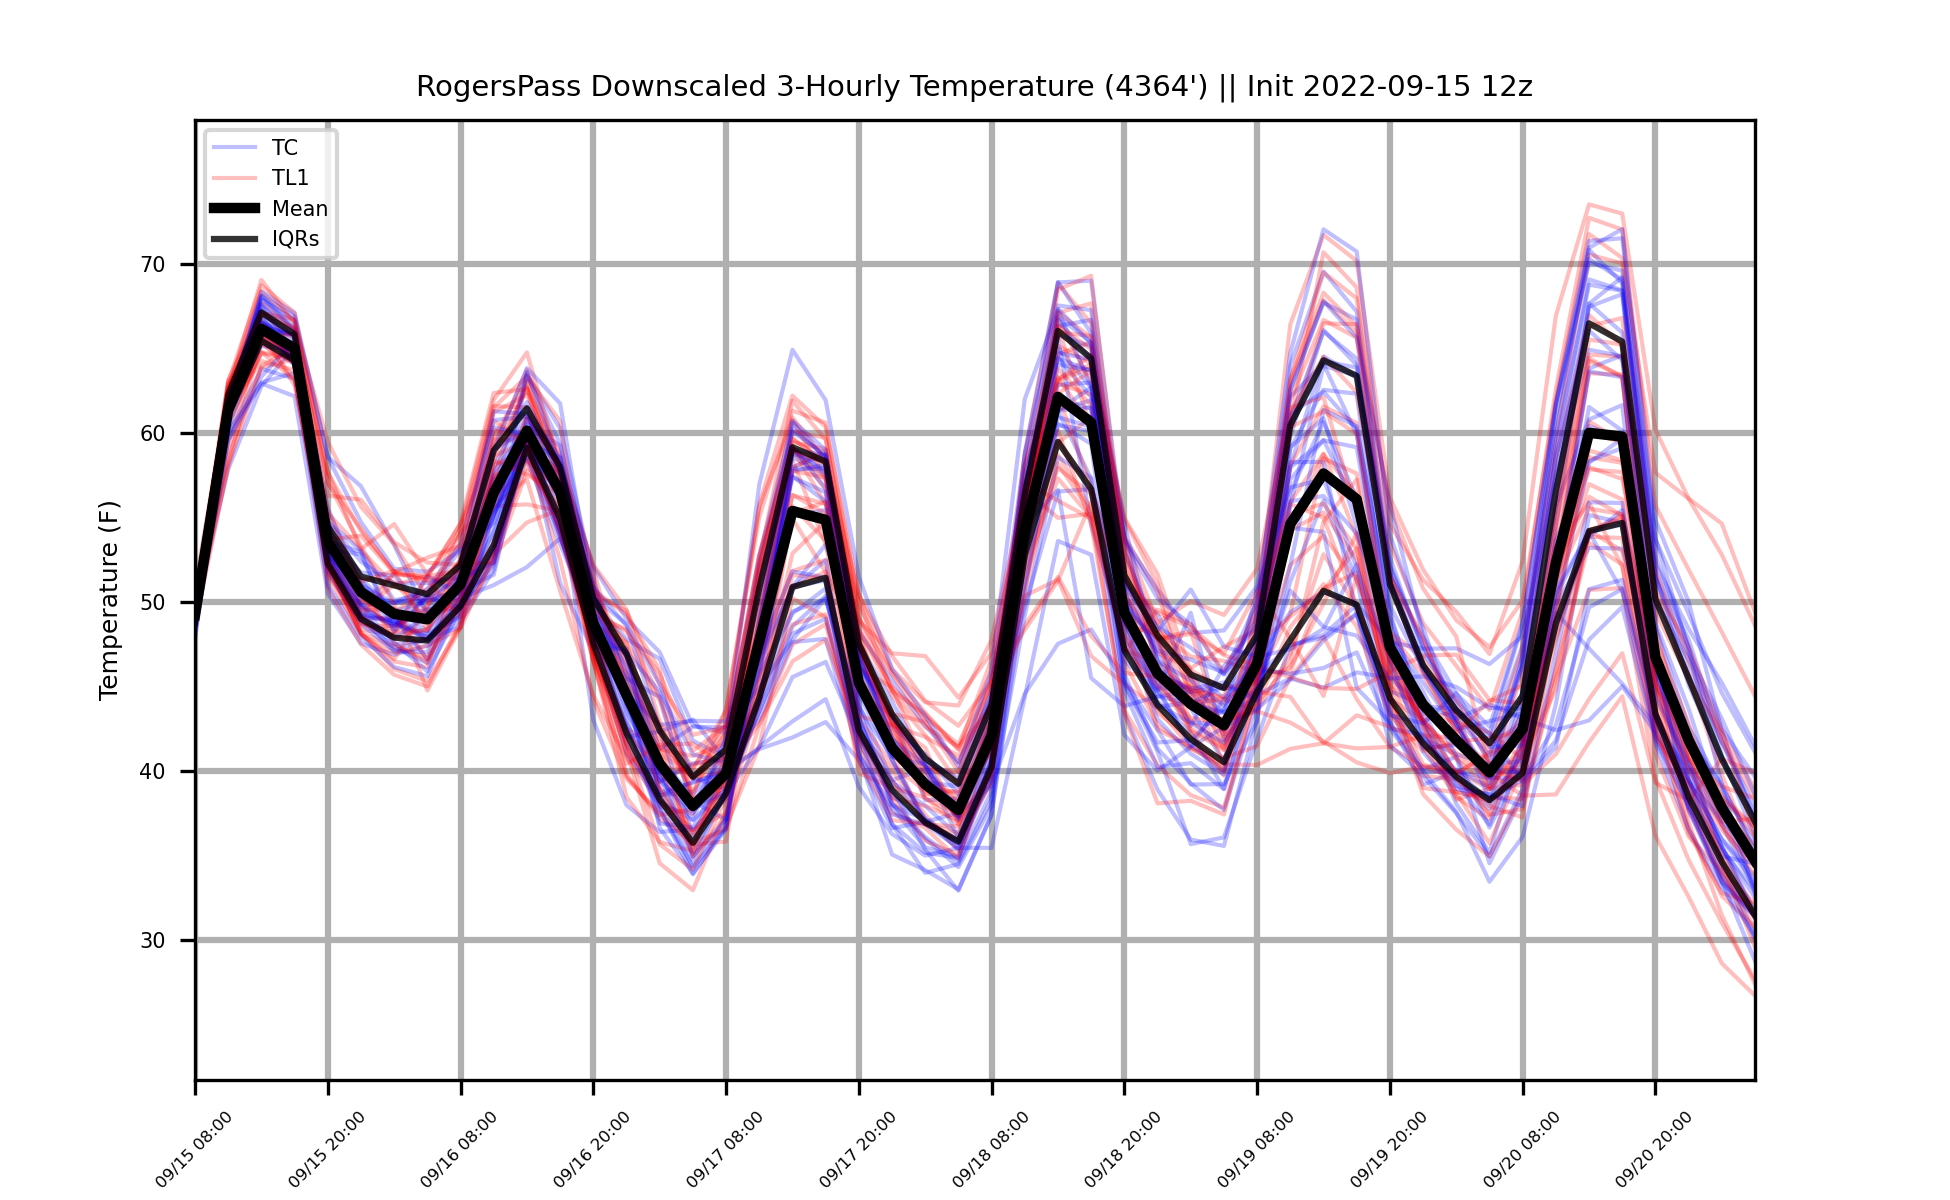 RogersPass Downscaled 3-Hourly Temperature (4364') || Init 2022-09-15 12z
TC
TL1
Mean
IQRs
Temperature (F)
70
60
50
40
30
09/15 08:00
09/15 20:00
09/16 08:00
09/16 20:00
09/17 08:00
09/17 20:00
09/18 08:00
09/18 20:00
09/19 08:00
09/19 20:00
09/20 08:00
09/20 20:00